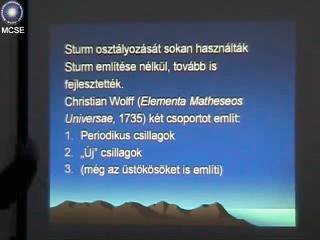 MCSE
Sturm osztályozását sokan használták
Sturm említése nélkül, tovább is
fejlesztették.
Christian Wolff (Elementa Matheseos
Universae, 1735) két csoportot említ:
1. Periodikus csillagok
2. „Új” csillagok
3. (még az üstökösöket is említi)